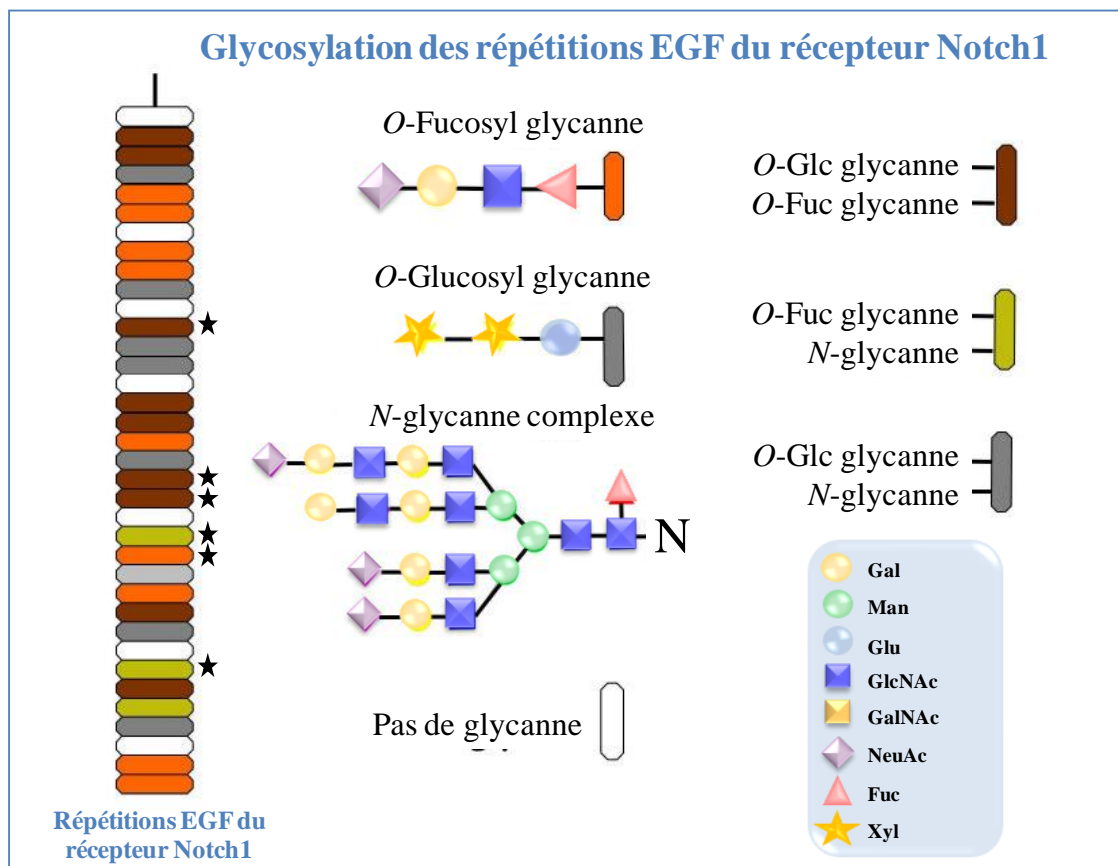 Glycosylation des répétitions EGF du récepteur Notch1
O-Fucosyl glycanne
O-Glucosyl glycanne
N-glycanne complexe
N
Pas de glycanne
O-Glc glycanne
O-Fuc glycanne
O-Fuc glycanne
N-glycanne
O-Glc glycanne
N-glycanne
Gal
Man
Glu
GlcNAc
GalNAc
NeuAc
Fuc
Xyl
Répétitions EGF du
récepteur Notch1